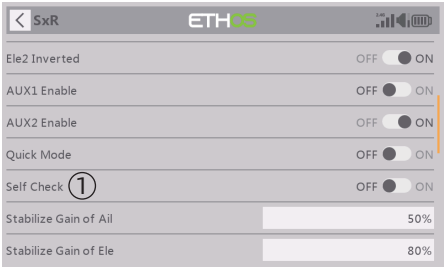 SxR ETHOS
Ele2 Inverted OFF ON
AUX1 Enable OFF ON
AUX2 Enable OFF ON
Quick Mode OFF ON
Self Check ① OFF ON
Stabilize Gain of Ail 50%
Stabilize Gain of Ele 80%